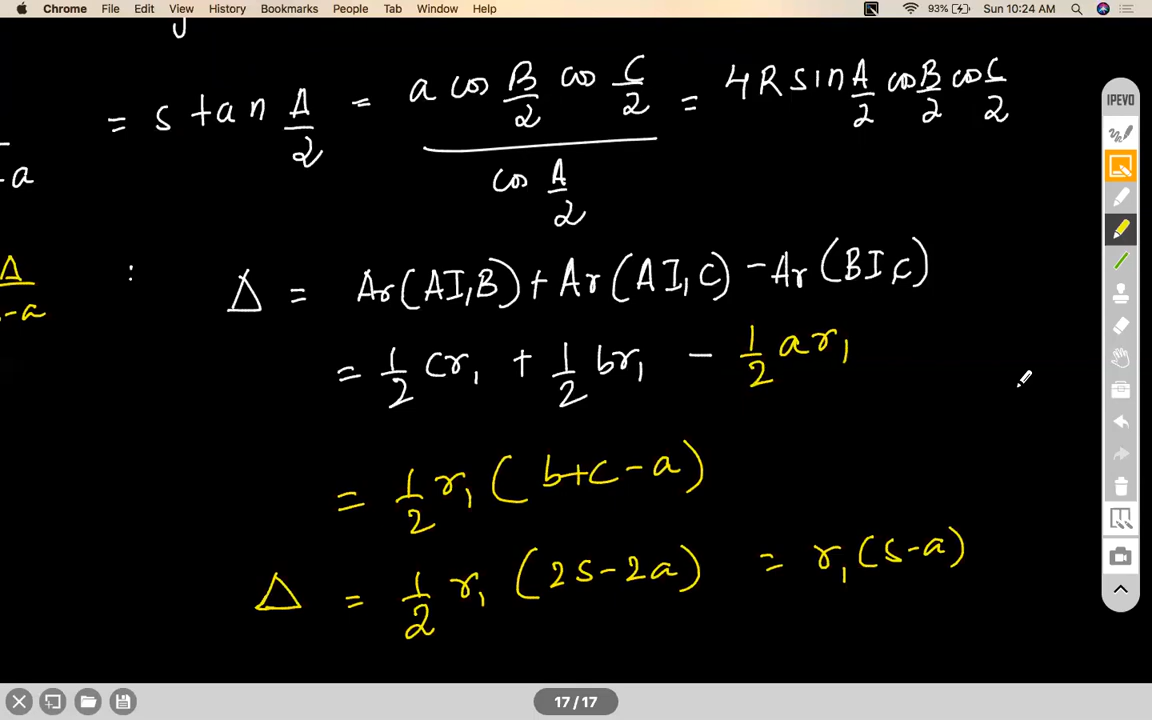 Chrome File Edit View History Bookmarks People Tab Window Help 93% Sun 10:24 AM
= s tan A/2 = (a cos B/2 cos C/2) / (cos A/2) = 4R sin A/2 cos B/2 cos C/2
-a
IPEVO
Δ/-a : Δ = Ar(AI₁B) + Ar(AI₁C) - Ar(BI₁C)
= 1/2 cr₁ + 1/2 br₁ - 1/2 ar₁
= 1/2 r₁ (b+c-a)
Δ = 1/2 r₁ (2s-2a) = r₁(s-a)
17/17